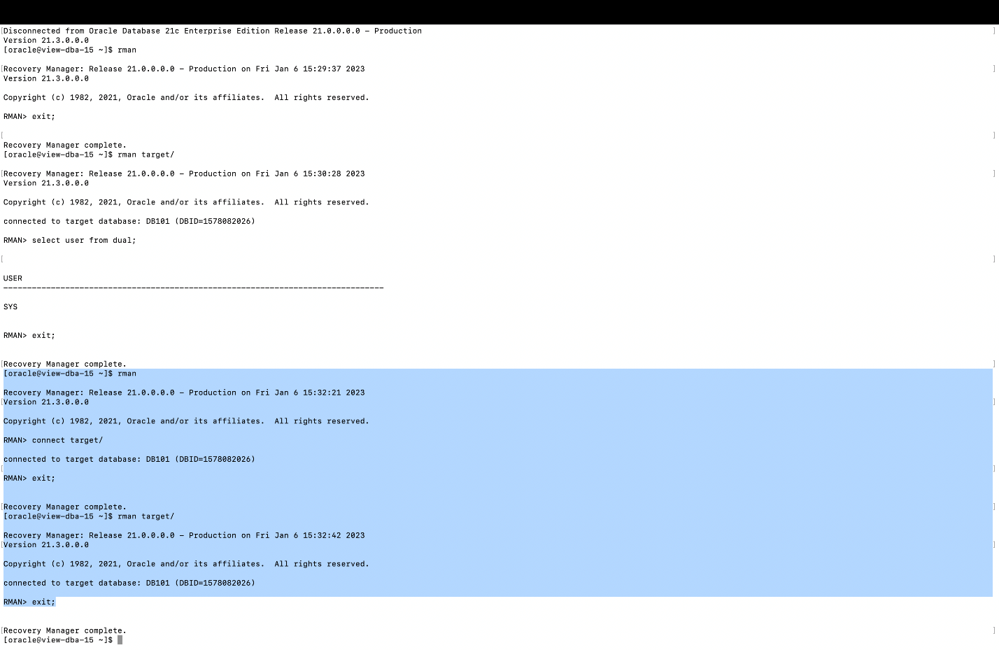 Disconnected from Oracle Database 21c Enterprise Edition Release 21.0.0.0.0 - Production
Version 21.3.0.0.0
[oracle@view-dba-15 ~]$ rman
Recovery Manager: Release 21.0.0.0.0 - Production on Fri Jan 6 15:29:37 2023
Version 21.3.0.0.0
Copyright (c) 1982, 2021, Oracle and/or its affiliates.  All rights reserved.
RMAN> exit;
Recovery Manager complete.
[oracle@view-dba-15 ~]$ rman target/
Recovery Manager: Release 21.0.0.0.0 - Production on Fri Jan 6 15:30:28 2023
Version 21.3.0.0.0
Copyright (c) 1982, 2021, Oracle and/or its affiliates.  All rights reserved.
connected to target database: DB101 (DBID=1578082026)
RMAN> select user from dual;
USER
--------------------------------------------------------------------------------
SYS
RMAN> exit;
Recovery Manager complete.
[oracle@view-dba-15 ~]$ rman
Recovery Manager: Release 21.0.0.0.0 - Production on Fri Jan 6 15:32:21 2023
Version 21.3.0.0.0
Copyright (c) 1982, 2021, Oracle and/or its affiliates.  All rights reserved.
RMAN> connect target/
connected to target database: DB101 (DBID=1578082026)
RMAN> exit;
Recovery Manager complete.
[oracle@view-dba-15 ~]$ rman target/
Recovery Manager: Release 21.0.0.0.0 - Production on Fri Jan 6 15:32:42 2023
Version 21.3.0.0.0
Copyright (c) 1982, 2021, Oracle and/or its affiliates.  All rights reserved.
connected to target database: DB101 (DBID=1578082026)
RMAN> exit;
Recovery Manager complete.
[oracle@view-dba-15 ~]$